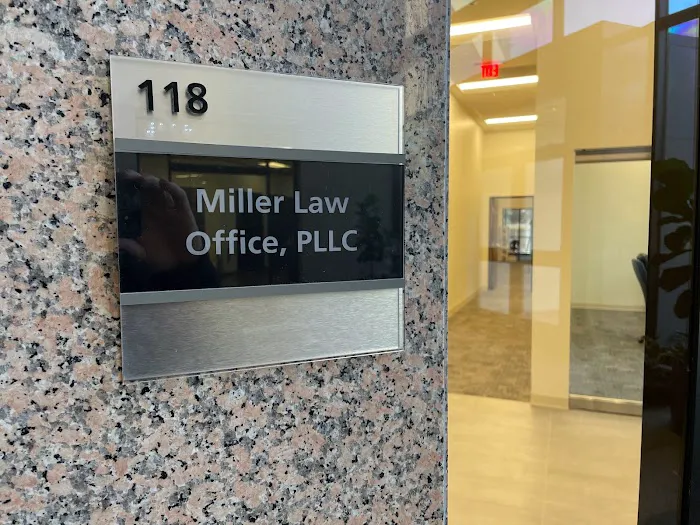 118
Miller Law
Office, PLLC
EXIT